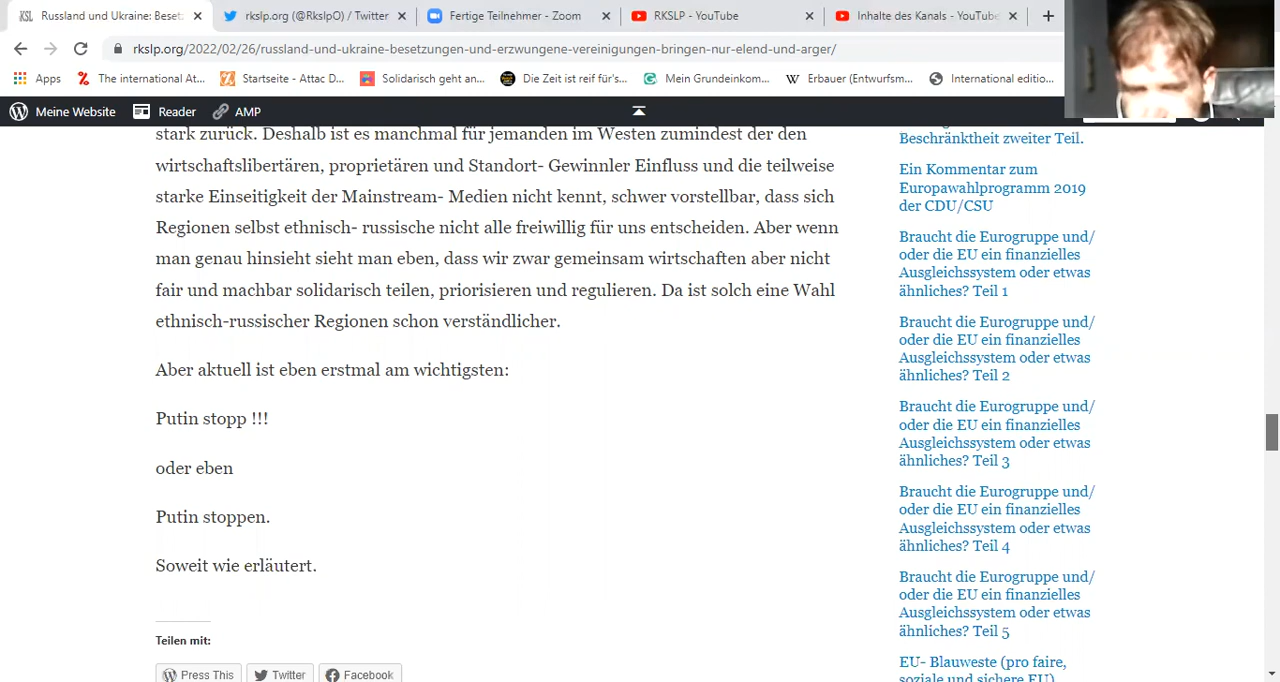 Russland und Ukraine: Beset
rkslp.org (@RkslpO) / Twitter
Fertige Teilnehmer - Zoom
RKSLP - YouTube
Inhalte des Kanals - YouTube
rkslp.org/2022/02/26/russland-und-ukraine-besetzungen-und-erzwungene-vereinigungen-bringen-nur-elend-und-arger/
Apps
The international At...
Startseite - Attac D...
Solidarisch geht an...
Die Zeit ist reif für's...
Mein Grundeinkom...
Erbauer (Entwurfsm...
International editio...
Meine Website
Reader
AMP
stark zurück. Deshalb ist es manchmal für jemanden im Westen zumindest der den
wirtschaftslibertären, proprietären und Standort- Gewinnler Einfluss und die teilweise
starke Einseitigkeit der Mainstream- Medien nicht kennt, schwer vorstellbar, dass sich
Regionen selbst ethnisch- russische nicht alle freiwillig für uns entscheiden. Aber wenn
man genau hinsieht sieht man eben, dass wir zwar gemeinsam wirtschaften aber nicht
fair und machbar solidarisch teilen, priorisieren und regulieren. Da ist solch eine Wahl
ethnisch-russischer Regionen schon verständlicher.
Aber aktuell ist eben erstmal am wichtigsten:
Putin stopp !!!
oder eben
Putin stoppen.
Soweit wie erläutert.
Teilen mit:
Press This
Twitter
Facebook
Beschränktheit zweiter Teil.
Ein Kommentar zum
Europawahlprogramm 2019
der CDU/CSU
Braucht die Eurogruppe und/
oder die EU ein finanzielles
Ausgleichssystem oder etwas
ähnliches? Teil 1
Braucht die Eurogruppe und/
oder die EU ein finanzielles
Ausgleichssystem oder etwas
ähnliches? Teil 2
Braucht die Eurogruppe und/
oder die EU ein finanzielles
Ausgleichssystem oder etwas
ähnliches? Teil 3
Braucht die Eurogruppe und/
oder die EU ein finanzielles
Ausgleichssystem oder etwas
ähnliches? Teil 4
Braucht die Eurogruppe und/
oder die EU ein finanzielles
Ausgleichssystem oder etwas
ähnliches? Teil 5
EU- Blauweste (pro faire,
soziale und sichere EU)